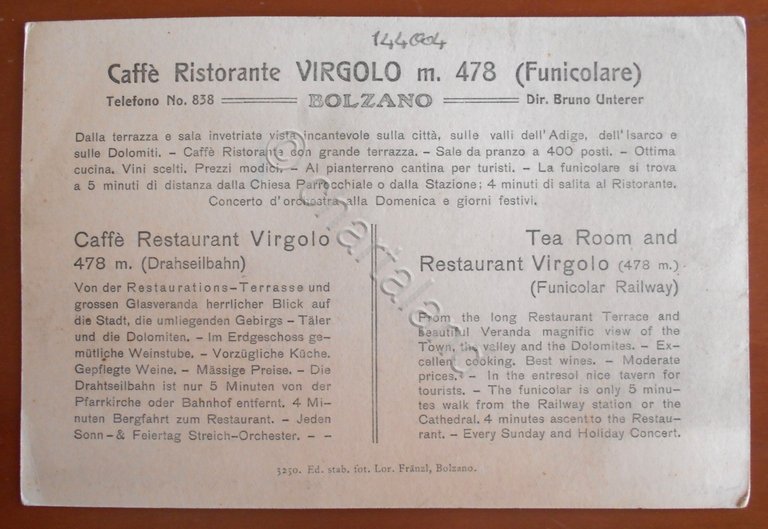 144004
Caffè Ristorante VIRGOLO m. 478 (Funicolare)
Telefono No. 838 BOLZANO Dir. Bruno Unterer
Dalla terrazza e sala invetriate vista incantevole sulla città, sulle valli dell'Adige, dell'Isarco e
sulle Dolomiti. – Caffè Ristorante con grande terrazza. – Sale da pranzo a 400 posti. – Ottima
cucina. Vini scelti. Prezzi modici. – Al pianterreno cantina per turisti. – La funicolare si trova
a 5 minuti di distanza dalla Chiesa Parrocchiale o dalla Stazione; 4 minuti di salita al Ristorante.
Concerto d'orchestra alla Domenica e giorni festivi.
Caffè Restaurant Virgolo
478 m. (Drahseilbahn)
Von der Restaurations-Terrasse und
grossen Glasveranda herrlicher Blick auf
die Stadt, die umliegenden Gebirgs – Täler
und die Dolomiten. – Im Erdgeschoss ge-
mütliche Weinstube. – Vorzügliche Küche.
Gepflegte Weine. – Mässige Preise. – Die
Drahtseilbahn ist nur 5 Minuten von der
Pfarrkirche oder Bahnhof entfernt. 4 Mi-
nuten Bergfahrt zum Restaurant. – Jeden
Sonn-& Feiertag Streich-Orchester. – –
Tea Room and
Restaurant Virgolo (478 m.)
(Funicolar Railway)
From the long Restaurant Terrace and
Beautiful Veranda magnific view of the
Town, the valley and the Dolomites. – Ex-
cellen cooking. Best wines. – Moderate
prices. – In the entresol nice tavern for
tourists. – The funicolar is only 5 minu-
tes walk from the Railway station or the
Cathedral. 4 minutes ascent to the Restau-
rant. – Every Sunday and Holiday Concert.
3250. Ed. stab. fot. Lor. Fränzl, Bolzano.